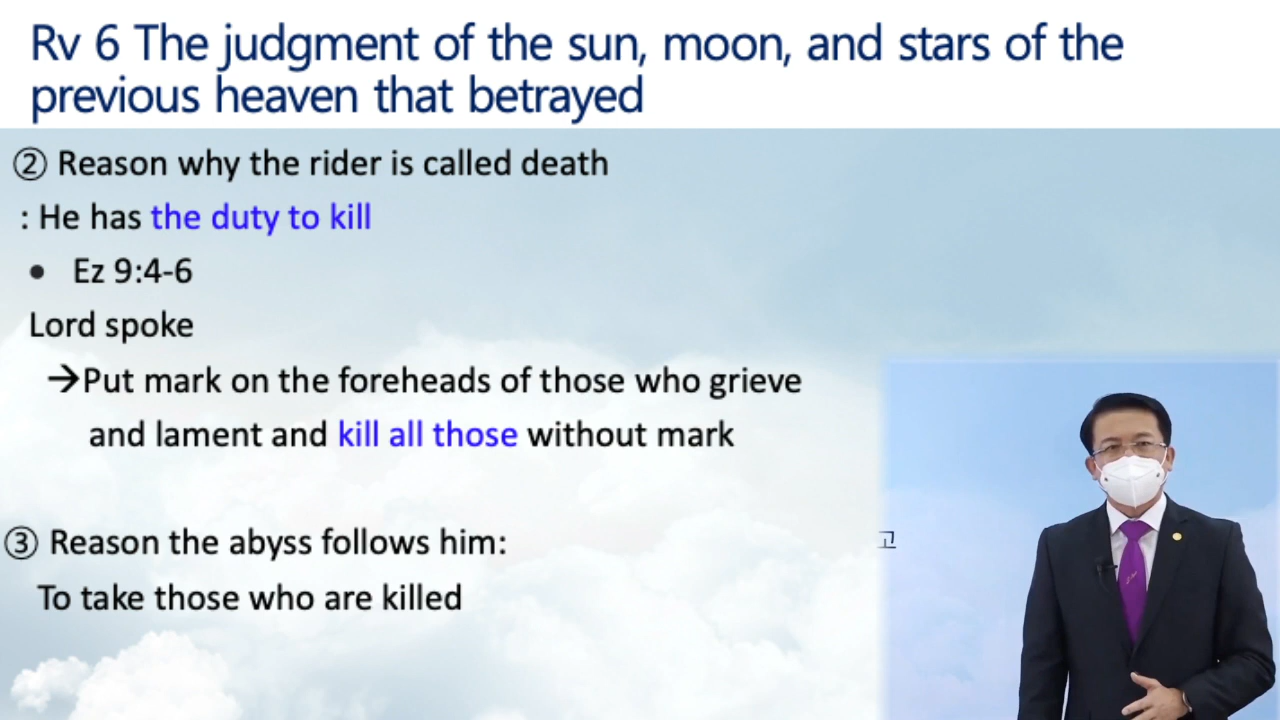 Rv 6 The judgment of the sun, moon, and stars of the
previous heaven that betrayed
② Reason why the rider is called death
: He has the duty to kill
• Ez 9:4-6
Lord spoke
→Put mark on the foreheads of those who grieve
and lament and kill all those without mark
③ Reason the abyss follows him:
고
To take those who are killed